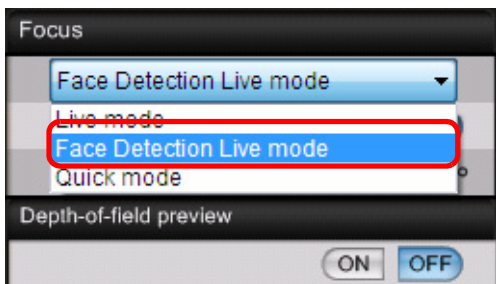 Focus
Face Detection Live mode
Live mode
Face Detection Live mode
Quick mode
Depth-of-field preview
ON OFF